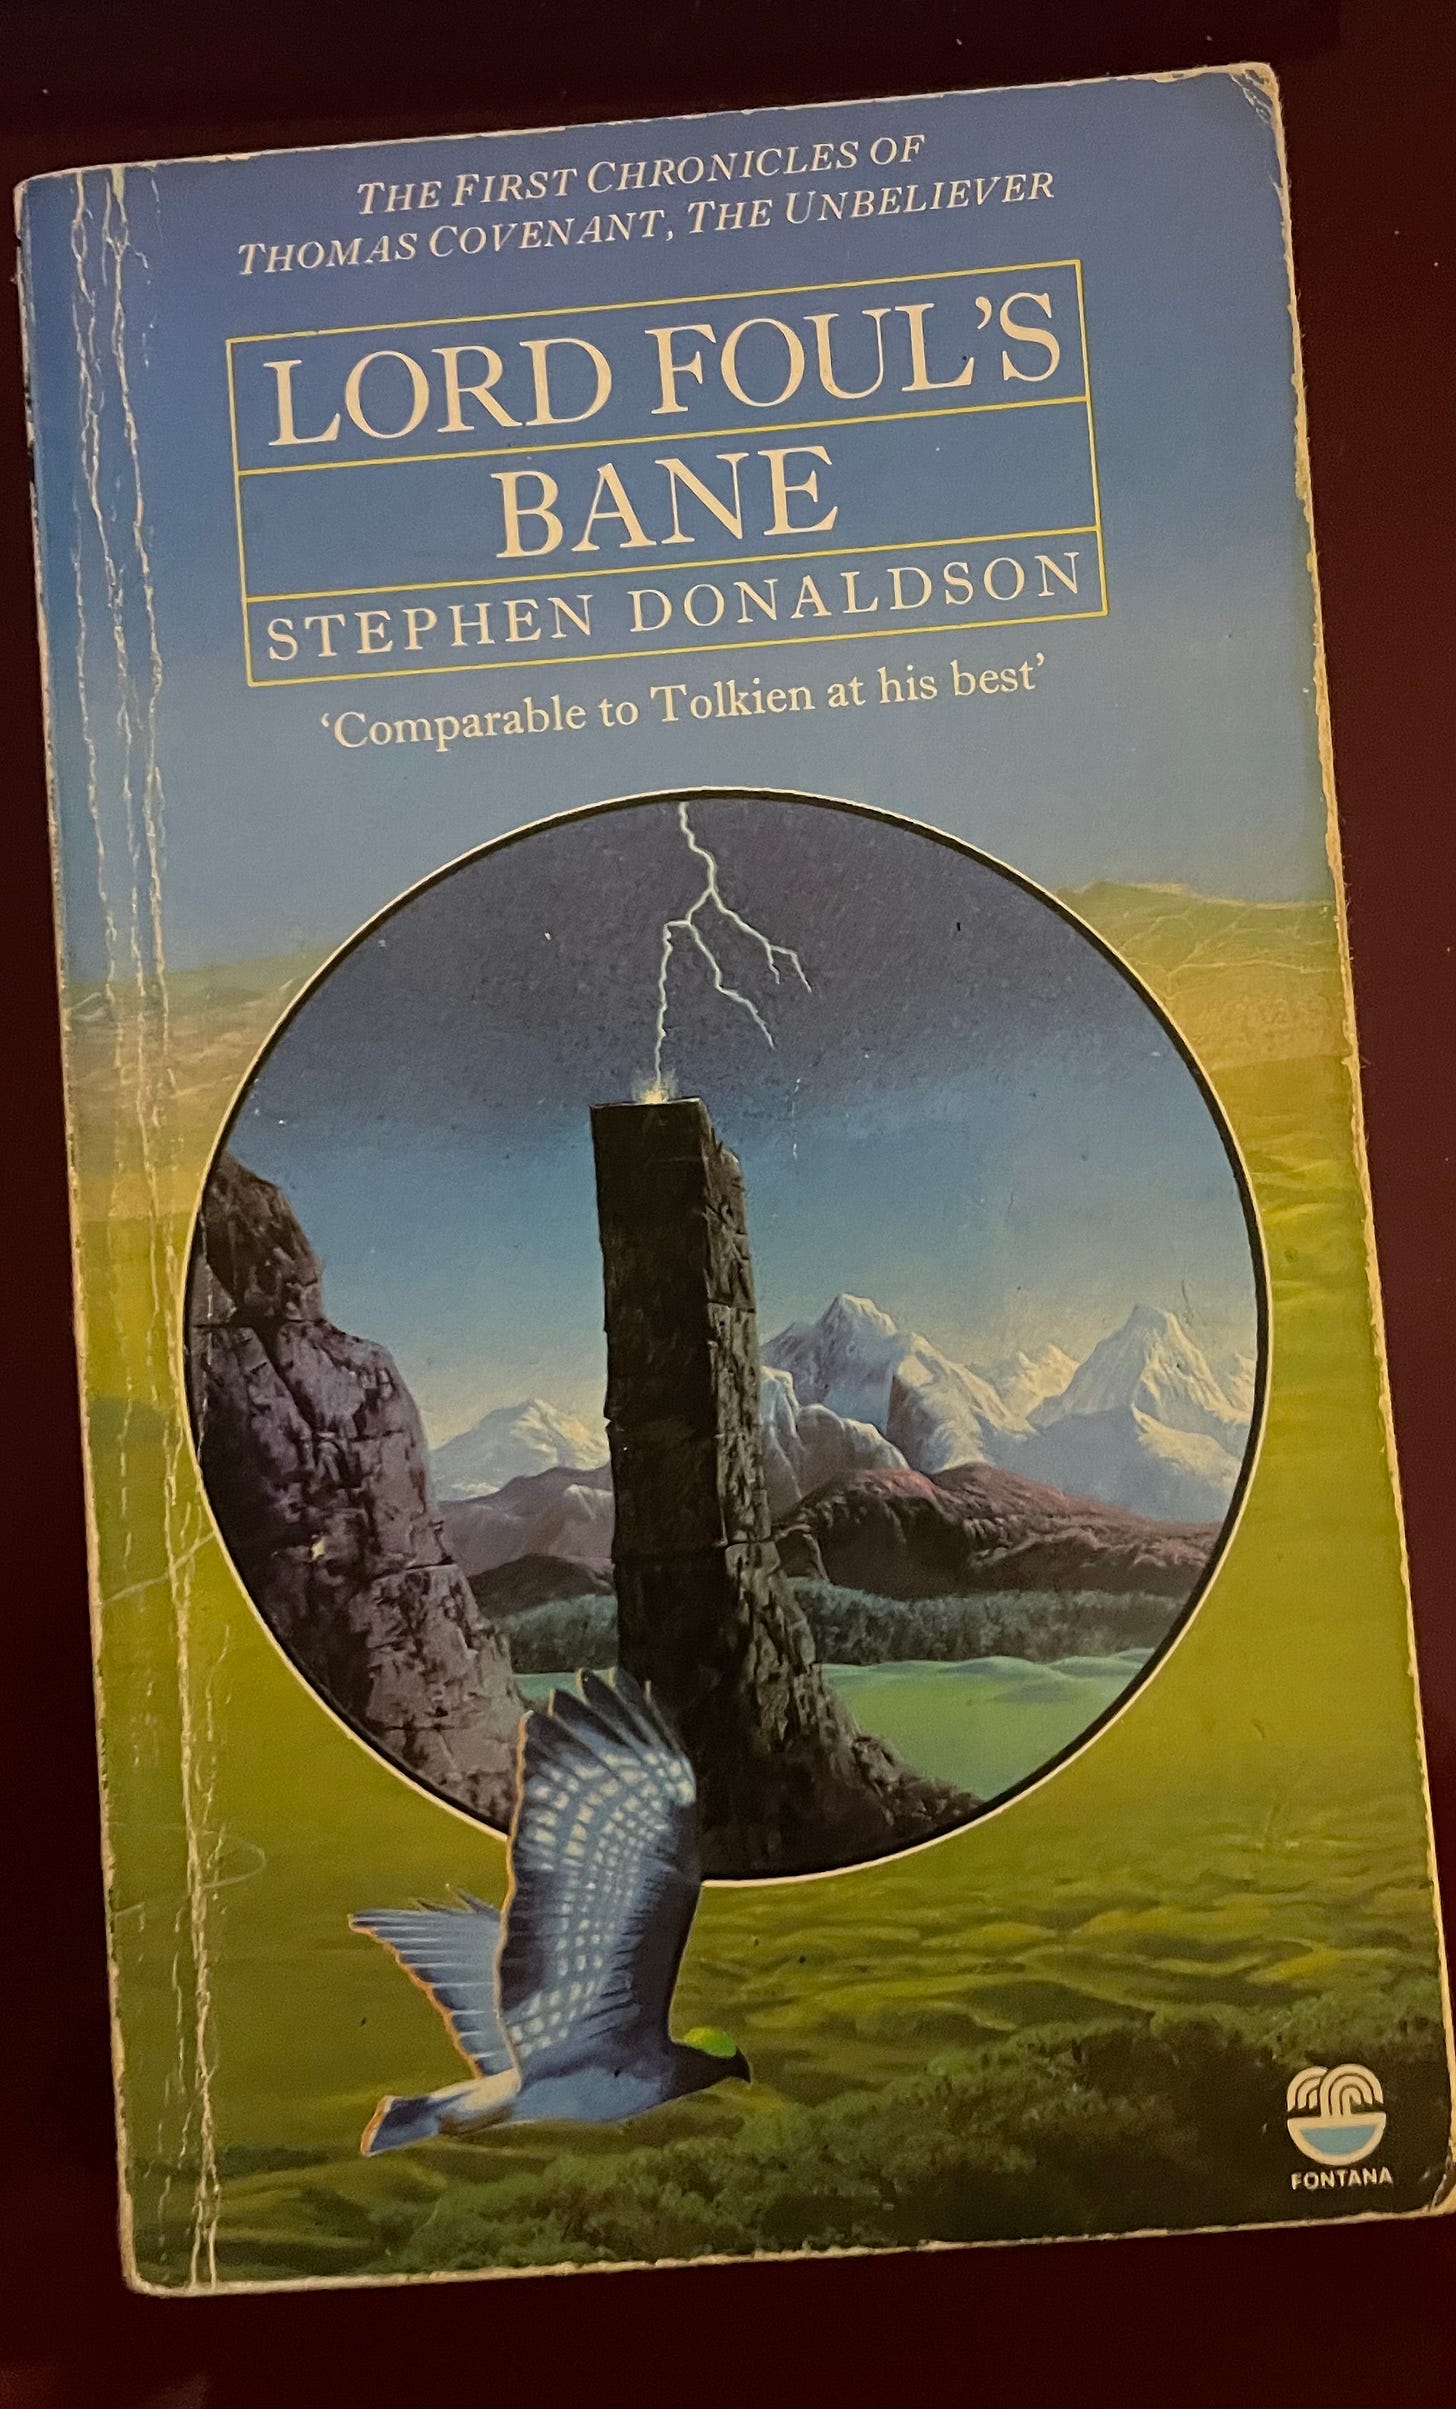 THE FIRST CHRONICLES OF
THOMAS COVENANT, THE UNBELIEVER
LORD FOUL'S
BANE
STEPHEN DONALDSON
‘Comparable to Tolkien at his best’
FONTANA